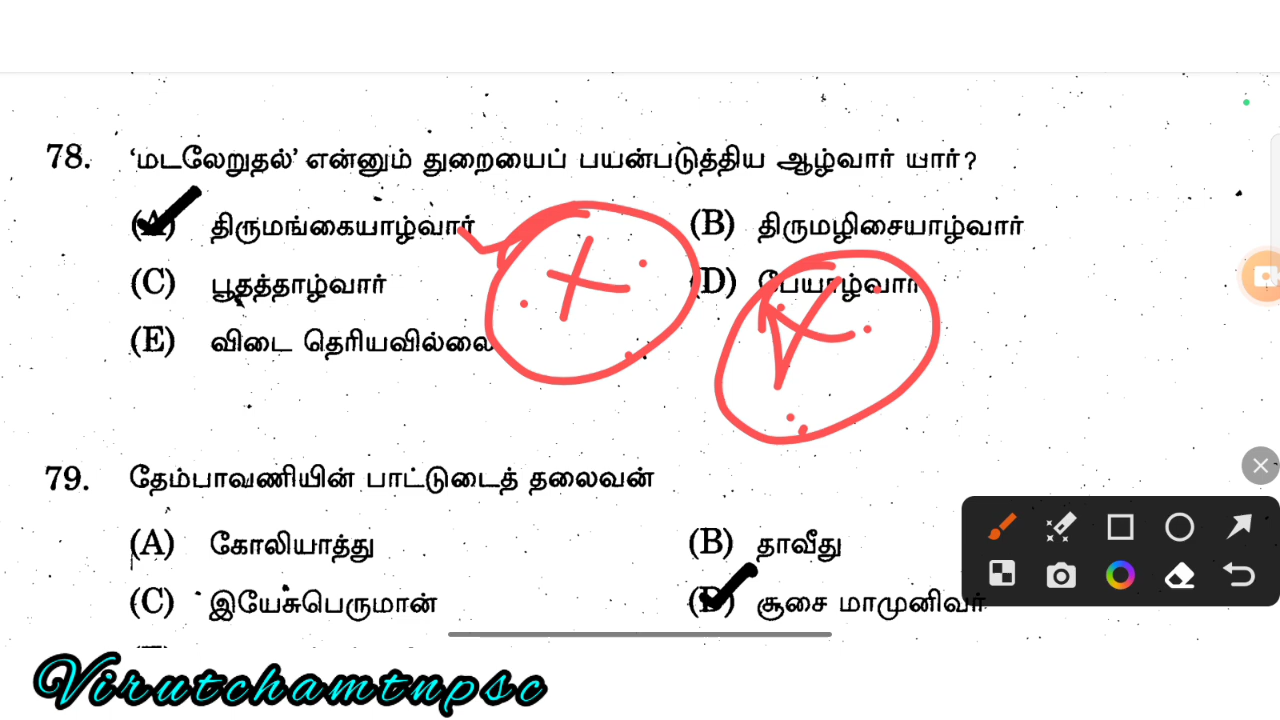 78. 'மடலேறுதல்' என்னும் துறையைப் பயன்படுத்திய ஆழ்வார் யார்?
(A) திருமங்கையாழ்வார் (B) திருமழிசையாழ்வார்
(C) பூதத்தாழ்வார் (D) பேயாழ்வார்
(E) விடை தெரியவில்லை
79. தேம்பாவணியின் பாட்டுடைத் தலைவன்
(A) கோலியாத்து (B) தாவீது
(C) இயேசுபெருமான் (D) சூசை மாமுனிவர்
Virutchamtnpsc